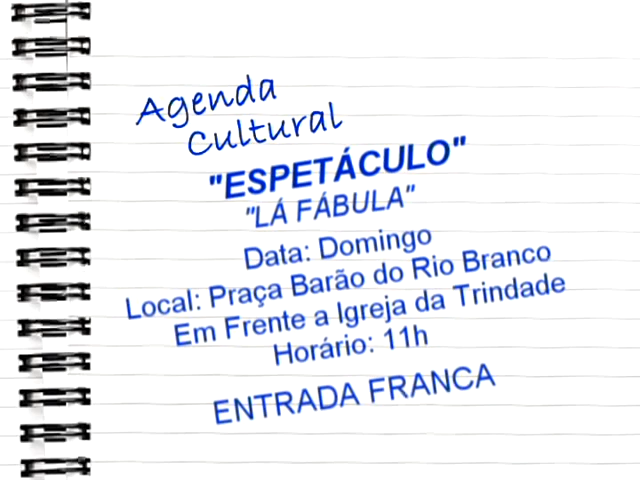 Agenda
Cultural
"ESPETÁCULO"
"LÁ FÁBULA"
Data: Domingo
Local: Praça Barão do Rio Branco
Em Frente a Igreja da Trindade
Horário: 11h
ENTRADA FRANCA